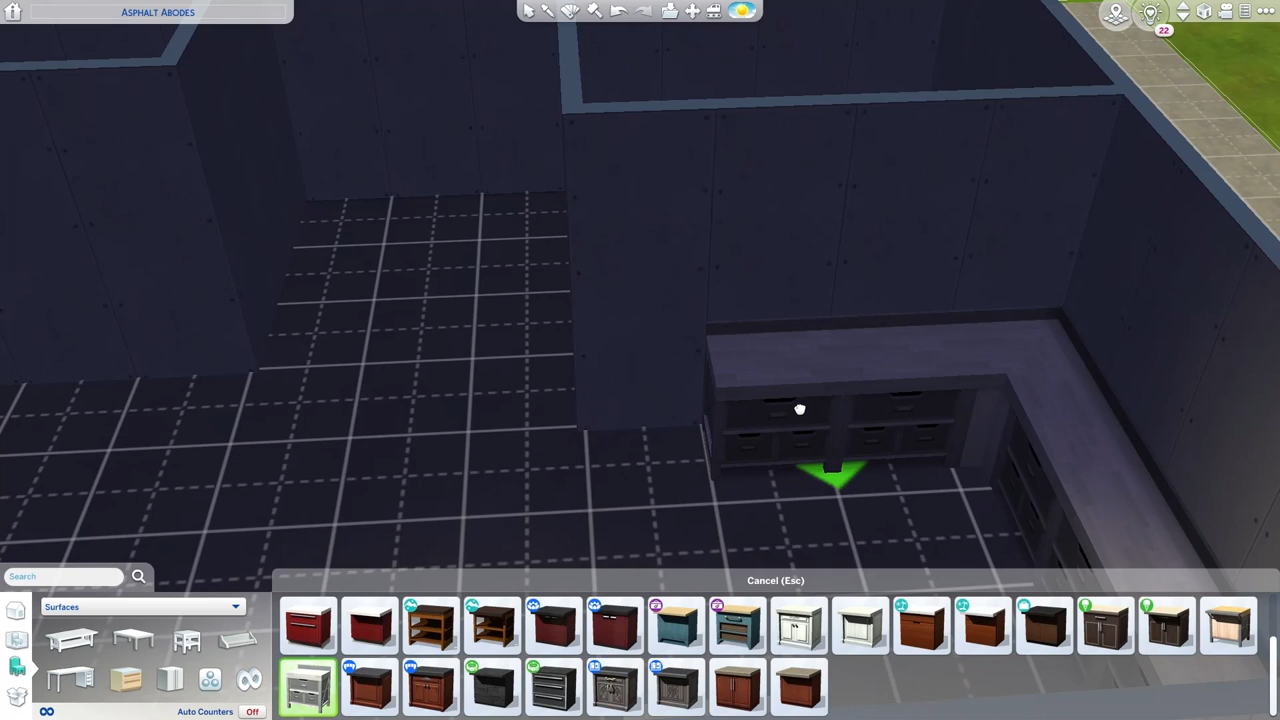 ASPHALT ABODES
22
Cancel (Esc)
Search
Surfaces
Auto Counters Off